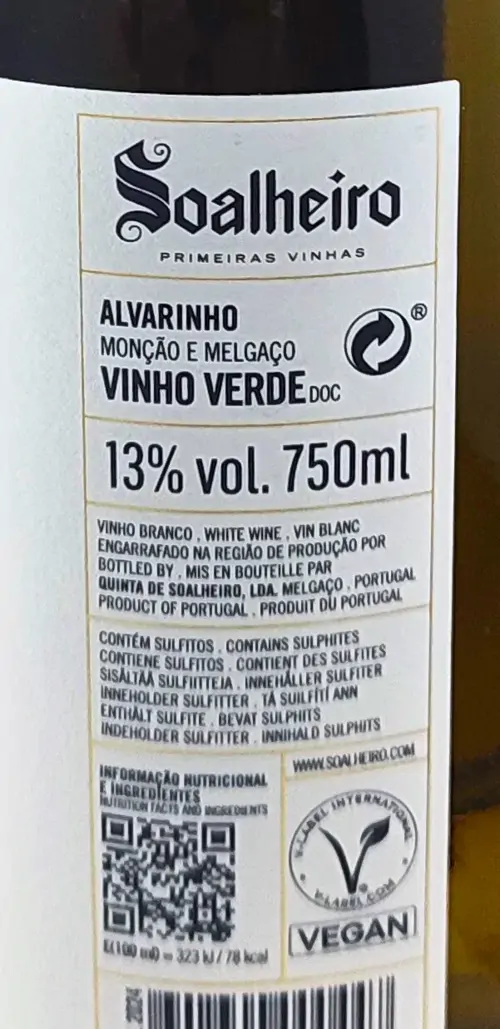 Soalheiro
PRIMEIRAS VINHAS
ALVARINHO
MONÇÃO E MELGAÇO
VINHO VERDE DOC
®
13% vol. 750ml
VINHO BRANCO . WHITE WINE . VIN BLANC
ENGARRAFADO NA REGIÃO DE PRODUÇÃO POR
BOTTLED BY . MIS EN BOUTEILLE PAR
QUINTA DE SOALHEIRO, LDA. MELGAÇO . PORTUGAL
PRODUCT OF PORTUGAL . PRODUIT DU PORTUGAL
CONTÉM SULFITOS . CONTAINS SULPHITES
CONTIENE SULFITOS . CONTIENT DES SULFITES
SISÄLTÄÄ SULFIITTEJA . INNEHÅLLER SULFITER
INNEHOLDER SULFITTER . TÁ SUILFÍTÍ ANN
ENTHÄLT SULFITE . BEVAT SULPHITS
INDEHOLDER SULFITTER . INNIHALD SULPHITS
INFORMAÇÃO NUTRICIONAL
E INGREDIENTES
NUTRITION FACTS AND INGREDIENTS
E(100 ml) = 323 kJ / 78 kcal
WWW.SOALHEIRO.COM
V-LABEL INTERNATIONAL
V-LABEL.COM
VEGAN
2024